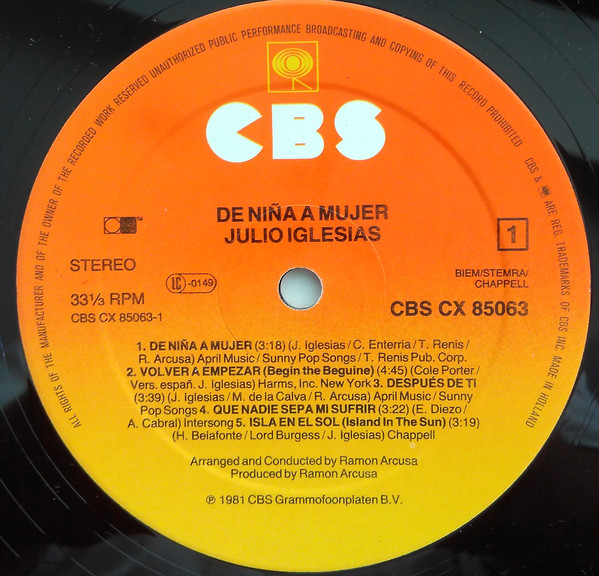 ALL RIGHTS OF THE MANUFACTURER AND OF THE OWNER OF THE RECORDED WORK RESERVED UNAUTHORIZED PUBLIC PERFORMANCE BROADCASTING AND COPYING OF THIS RECORD PROHIBITED CBS & ARE REG. TRADEMARKS OF CBS INC. MADE IN HOLLAND
CBS
DE NIÑA A MUJER
JULIO IGLESIAS
1
TM
STEREO
LC -0149
BIEM/STEMRA/
CHAPPELL
33⅓ RPM
CBS CX 85063
CBS CX 85063-1
1. DE NIÑA A MUJER (3:18) (J. Iglesias / C. Enterria / T. Renis /
R. Arcusa) April Music / Sunny Pop Songs / T. Renis Pub. Corp.
2. VOLVER A EMPEZAR (Begin the Beguine) (4:45) (Cole Porter /
Vers. españ. J. Iglesias) Harms, Inc. New York 3. DESPUÉS DE TI
(3:39) (J. Iglesias / M. de la Calva / R. Arcusa) April Music / Sunny
Pop Songs 4. QUE NADIE SEPA MI SUFRIR (3:22) (E. Diezo /
A. Cabral) Intersong 5. ISLA EN EL SOL (Island In The Sun) (3:19)
(H. Belafonte / Lord Burgess / J. Iglesias) Chappell
Arranged and Conducted by Ramon Arcusa
Produced by Ramon Arcusa
℗ 1981 CBS Grammofoonplaten B.V.